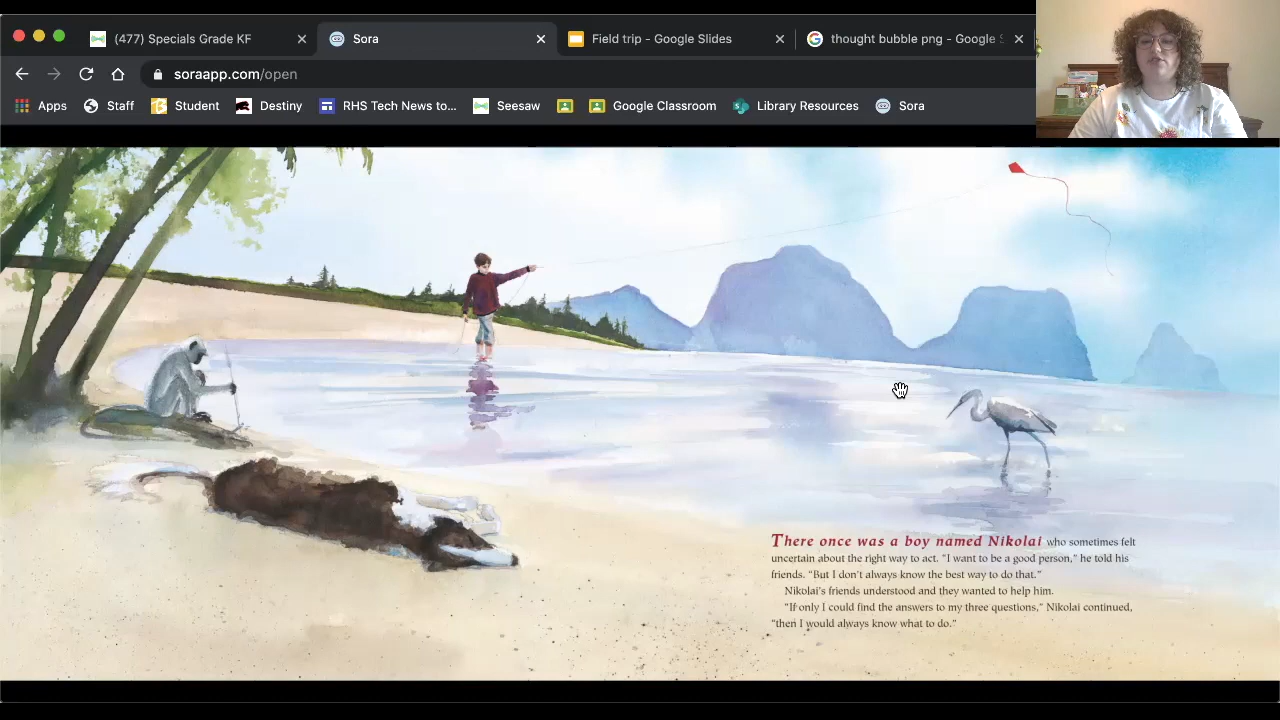 (477) Specials Grade KF
Sora
Field trip - Google Slides
thought bubble png - Google S
soraapp.com/open
Apps
Staff
Student
Destiny
RHS Tech News to...
Seesaw
Google Classroom
Library Resources
Sora
There once was a boy named Nikolai who sometimes felt
uncertain about the right way to act. "I want to be a good person," he told his
friends. "But I don't always know the best way to do that."
Nikolai's friends understood and they wanted to help him.
"If only I could find the answers to my three questions," Nikolai continued,
"then I would always know what to do."